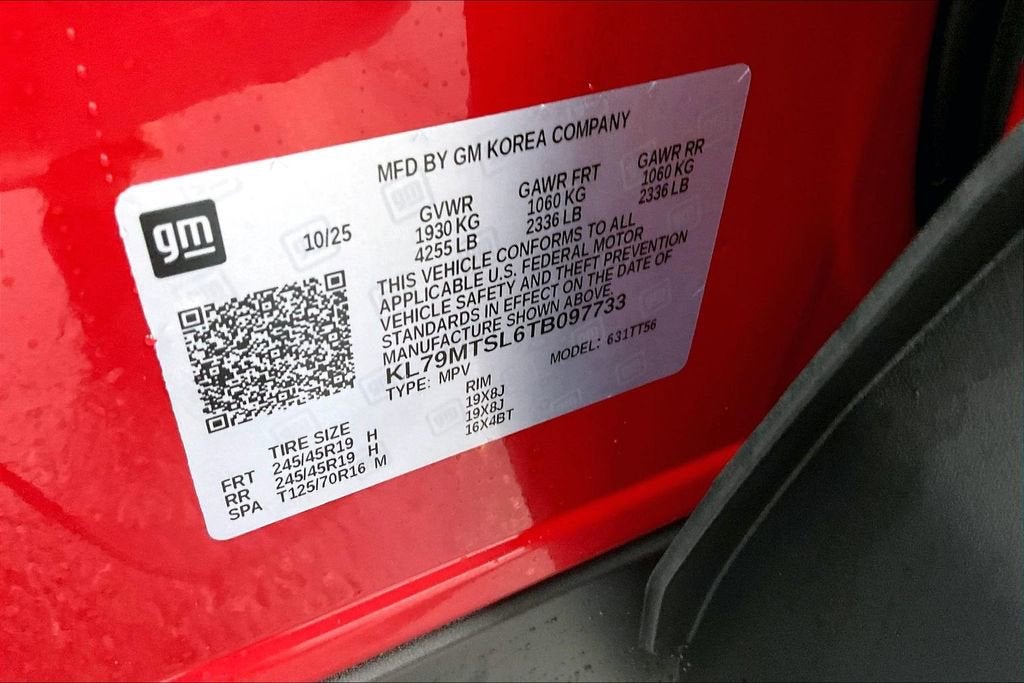 gm
MFD BY GM KOREA COMPANY
10/25
GVWR GAWR FRT GAWR RR
1930 KG 1060 KG 1060 KG
4255 LB 2336 LB 2336 LB
THIS VEHICLE CONFORMS TO ALL
APPLICABLE U.S. FEDERAL MOTOR
VEHICLE SAFETY AND THEFT PREVENTION
STANDARDS IN EFFECT ON THE DATE OF
MANUFACTURE SHOWN ABOVE.
KL79MTSL6TB097733
TYPE: MPV MODEL: 631TT56
TIRE SIZE RIM
FRT 245/45R19 H 19X8J
RR 245/45R19 H 19X8J
SPA T125/70R16 M 16X4BT